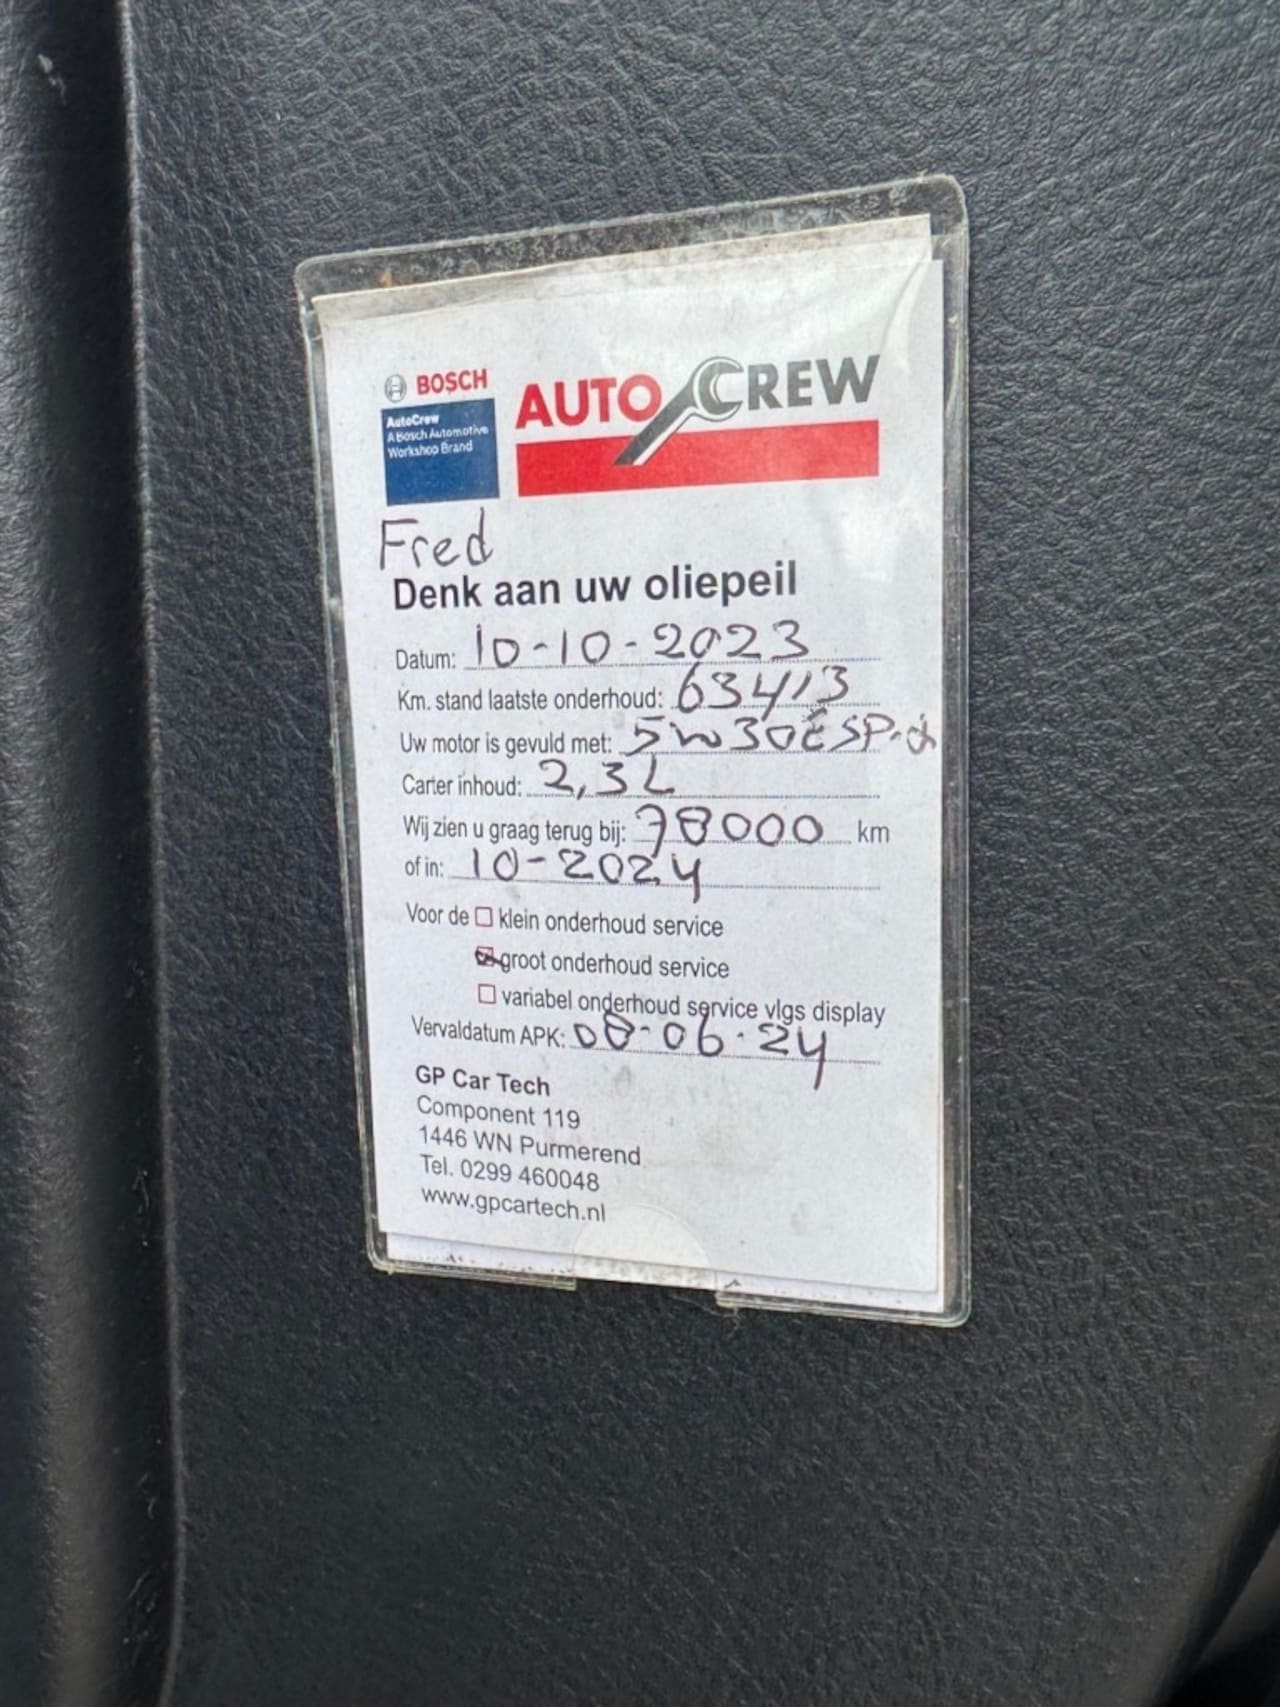 BOSCH
AutoCrew
A Bosch Automotive
Workshop Brand
AUTO CREW
Fred
Denk aan uw oliepeil
Datum: 10-10-2023
Km. stand laatste onderhoud: 63413
Uw motor is gevuld met: 5w30 ESP
Carter inhoud: 2,3 L
Wij zien u graag terug bij: 78000 km
of in: 10-2024
Voor de klein onderhoud service
groot onderhoud service
variabel onderhoud service vlgs display
Vervaldatum APK: 08-06-24
GP Car Tech
Component 119
1446 WN Purmerend
Tel. 0299 460048
www.gpcartech.nl